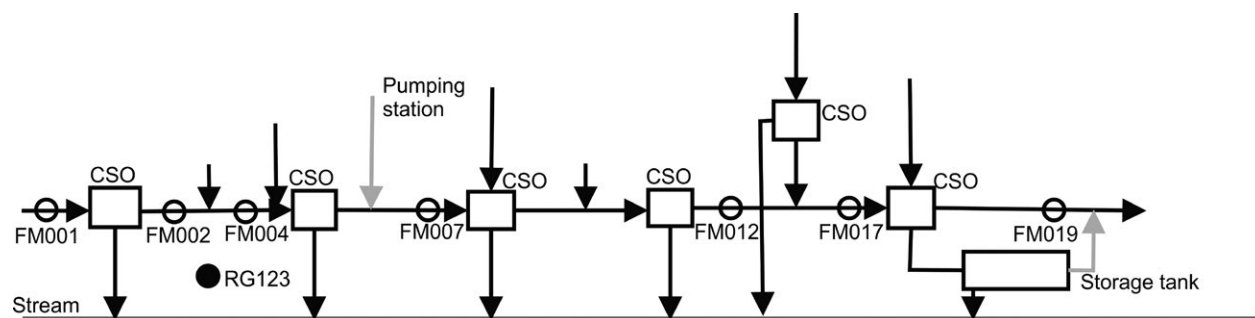 Pumping
station
CSO
CSO
CSO
CSO
CSO
CSO
FM001
FM002
FM004
FM007
FM012
FM017
FM019
RG123
Storage tank
Stream